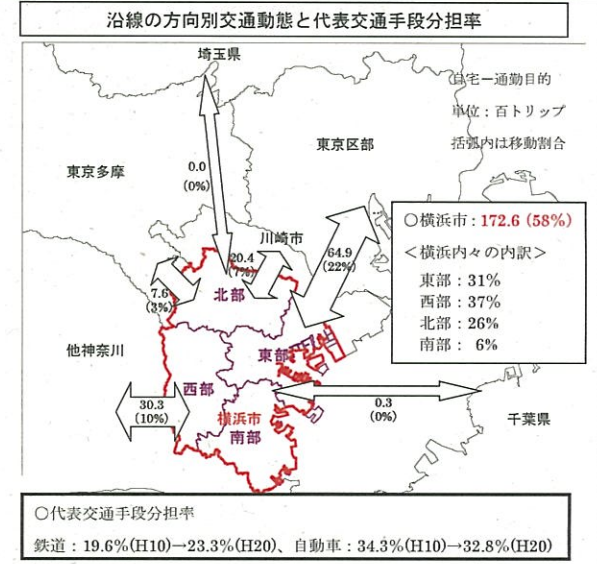 沿線の方向別交通動態と代表交通手段分担率
埼玉県
自宅ー通勤目的
単位：百トリップ
括弧内は移動割合
東京多摩
東京区部
0.0
(0%)
川崎市
20.4
(7%)
64.9
(22%)
7.6
(3%)
北部
○横浜市：172.6 (58%)
＜横浜内々の内訳＞
東部：31%
西部：37%
北部：26%
南部： 6%
他神奈川
東部
西部
30.3
(10%)
横浜市
南部
0.3
(0%)
千葉県
○代表交通手段分担率
鉄道：19.6%(H10)→23.3%(H20)、自動車：34.3%(H10)→32.8%(H20)